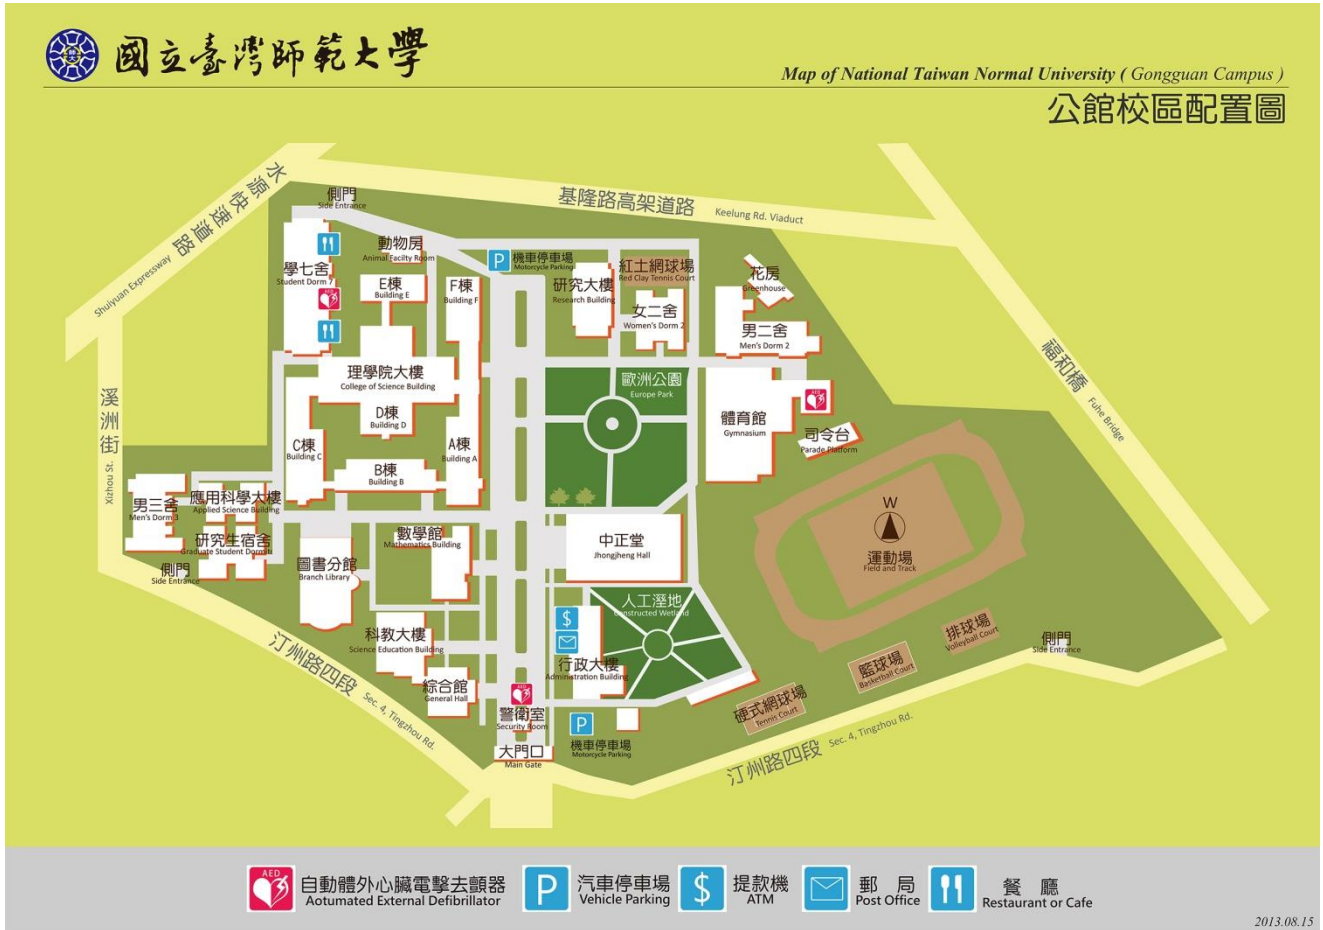 國立臺灣師範大學
Map of National Taiwan Normal University ( Gongguan Campus )
公館校區配置圖
水源快速道路
Shuiyuan Expressway
基隆路高架道路
Keelung Rd. Viaduct
福和橋
Fuhe Bridge
溪洲街
Xizhou St.
側門
Side Entrance
動物房
Animal Facilty Room
機車停車場
Motorcycle Parking
學七舍
Student Dorm 7
E棟
Building E
F棟
Building F
研究大樓
Research Building
紅土網球場
Red Clay Tennis Court
女二舍
Women's Dorm 2
花房
Greenhouse
男二舍
Men's Dorm 2
理學院大樓
College of Science Building
歐洲公園
Europe Park
AED
體育館
Gymnasium
司令台
Parade Platform
D棟
Building D
C棟
Building C
A棟
Building A
B棟
Building B
男三舍
Men's Dorm 3
應用科學大樓
Applied Science Building
研究生宿舍
Graduate Student Dorm
側門
Side Entrance
圖書分館
Branch Library
數學館
Mathematics Building
中正堂
Jhongjheng Hall
W
運動場
Field and Track
人工溼地
Constructed Wetland
科教大樓
Science Education Building
綜合館
General Hall
行政大樓
Administration Building
排球場
Volleyball Court
籃球場
Basketball Court
硬式網球場
Tennis Court
側門
Side Entrance
AED
警衛室
Security Room
大門口
Main Gate
P
機車停車場
Motorcycle Parking
汀州路四段
Sec. 4, Tingzhou Rd.
汀州路四段
Sec. 4, Tingzhou Rd.
AED
自動體外心臟電擊去顫器
Aotumated External Defibrillator
P
汽車停車場
Vehicle Parking
$
提款機
ATM
郵 局
Post Office
餐 廳
Restaurant or Cafe
2013.08.15